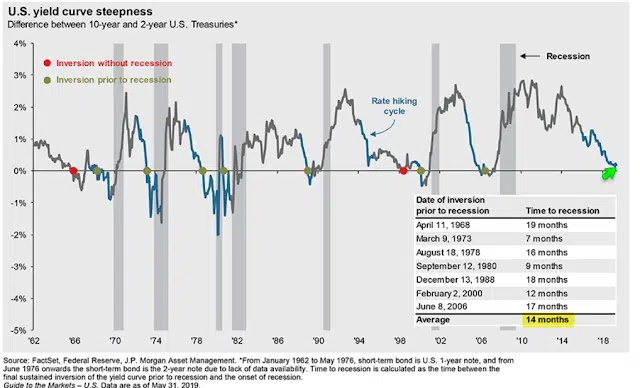 U.S. yield curve steepness
Difference between 10-year and 2-year U.S. Treasuries*
4%
3%
2%
1%
0%
-1%
-2%
-3%
-4%
-5%
Inversion without recession
Inversion prior to recession
Recession
Rate hiking
cycle
Date of inversion
prior to recession Time to recession
April 11, 1968 19 months
March 9, 1973 7 months
August 18, 1978 16 months
September 12, 1980 9 months
December 13, 1988 18 months
February 2, 2000 12 months
June 8, 2006 17 months
Average 14 months
'62 '66 '70 '74 '78 '82 '86 '90 '94 '98 '02 '06 '10 '14 '18
Source: FactSet, Federal Reserve, J.P. Morgan Asset Management. *From January 1962 to May 1976, short-term bond is U.S. 1-year note, and from
June 1976 onwards the short-term bond is the 2-year note due to lack of data availability. Time to recession is calculated as the time between the
final sustained inversion of the yield curve prior to recession and the onset of recession.
Guide to the Markets – U.S. Data are as of May 31, 2019.